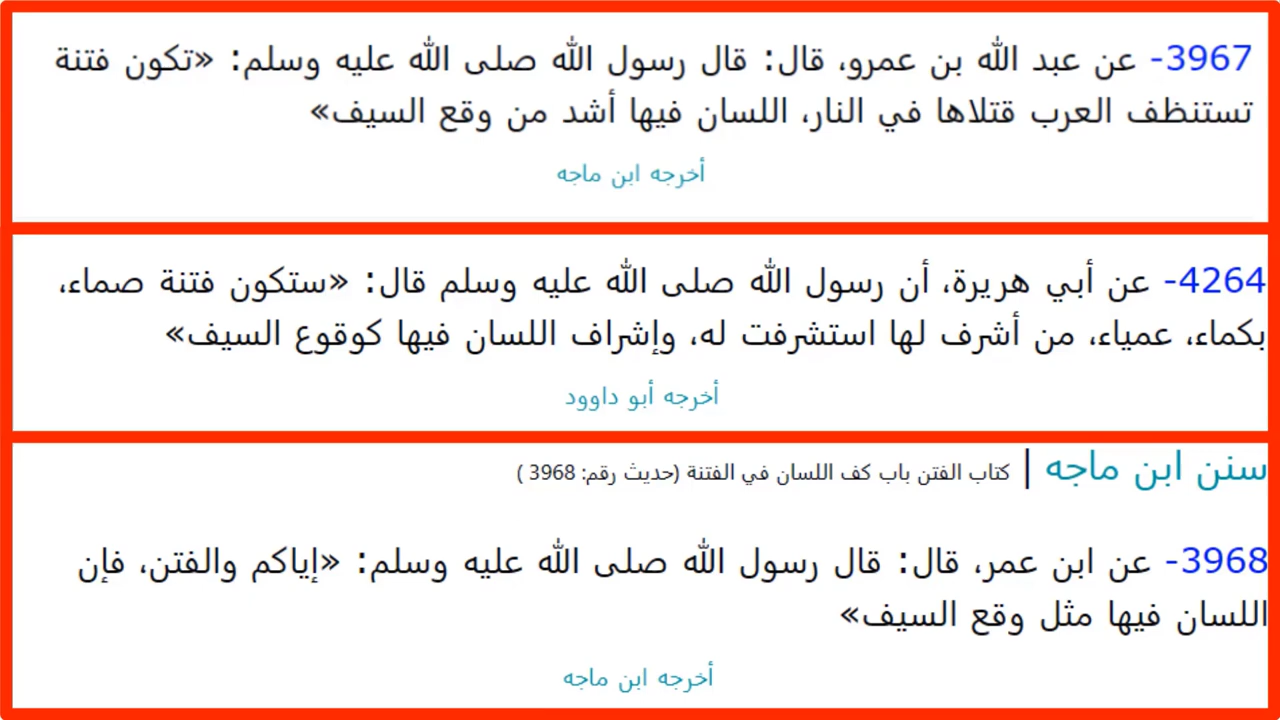 3967- عن عبد الله بن عمرو، قال: قال رسول الله صلى الله عليه وسلم: «تكون فتنة
تستنظف العرب قتلاها في النار، اللسان فيها أشد من وقع السيف»
أخرجه ابن ماجه
4264- عن أبي هريرة، أن رسول الله صلى الله عليه وسلم قال: «ستكون فتنة صماء،
بكماء، عمياء، من أشرف لها استشرفت له، وإشراف اللسان فيها كوقوع السيف»
أخرجه أبو داوود
سنن ابن ماجه | كتاب الفتن باب كف اللسان في الفتنة (حديث رقم: 3968 )
3968- عن ابن عمر، قال: قال رسول الله صلى الله عليه وسلم: «إياكم والفتن، فإن
اللسان فيها مثل وقع السيف»
أخرجه ابن ماجه